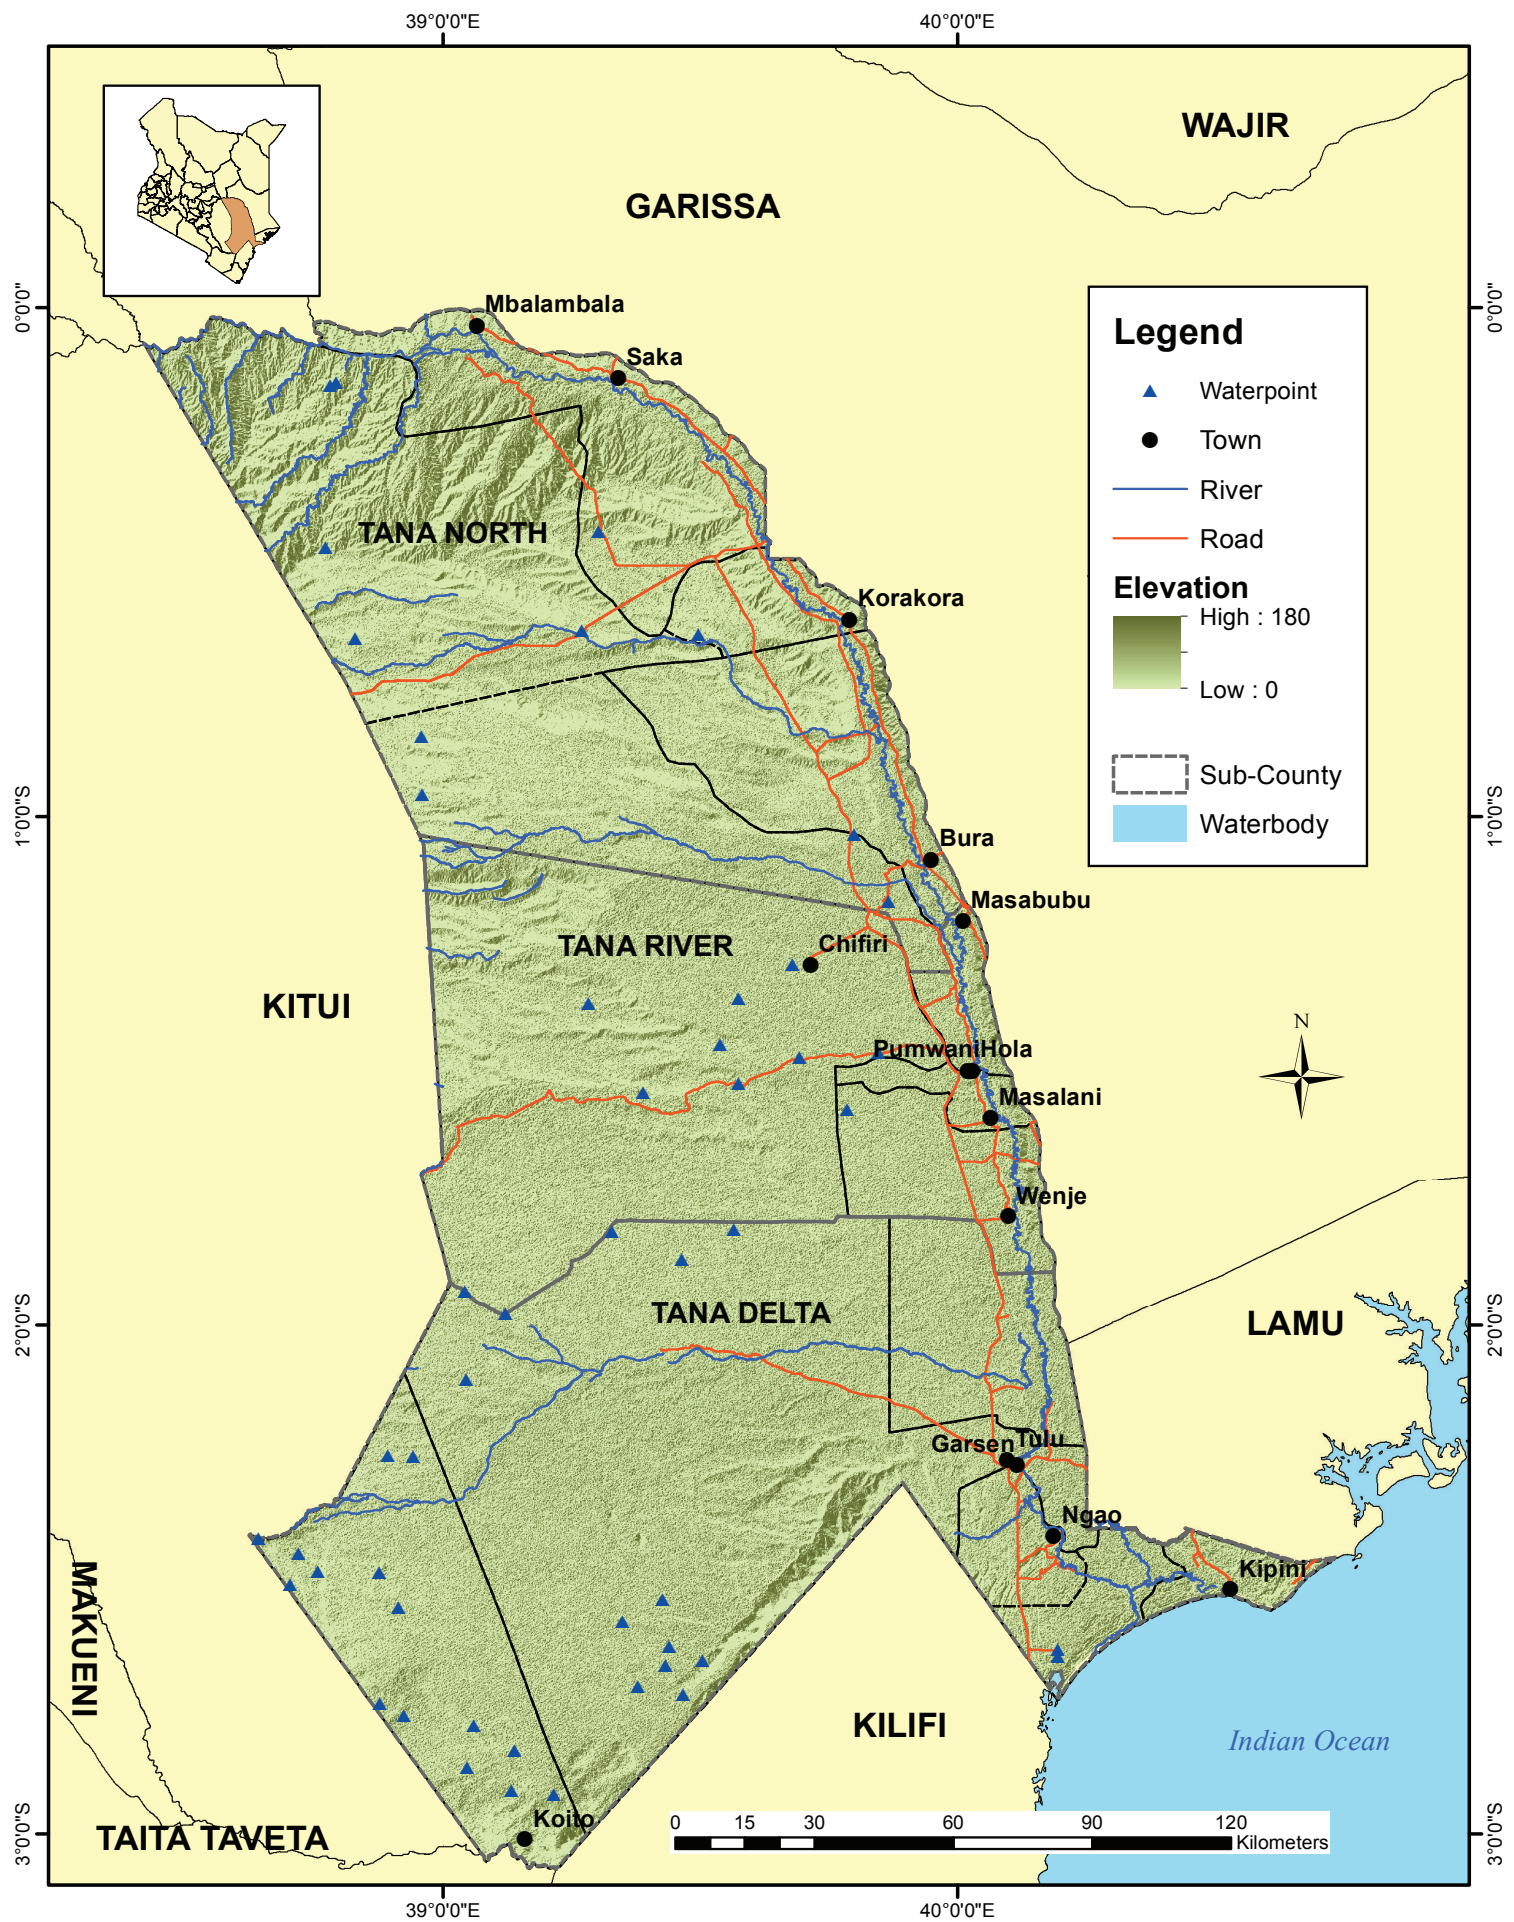 39°0'0"E
40°0'0"E
WAJIR
GARISSA
0°0'0"
0°0'0"
Mbalambala
Saka
Legend
Waterpoint
Town
River
Road
Elevation
High : 180
Low : 0
Sub-County
Waterbody
TANA NORTH
Korakora
1°0'0"S
1°0'0"S
Bura
Masabubu
TANA RIVER
Chifiri
KITUI
N
Pumwani
Hola
Masalani
Wenje
TANA DELTA
LAMU
2°0'0"S
2°0'0"S
Garsen
Tulu
Ngao
Kipini
MAKUENI
KILIFI
Indian Ocean
Koito
TAITA TAVETA
0 15 30 60 90 120
Kilometers
3°0'0"S
3°0'0"S
39°0'0"E
40°0'0"E